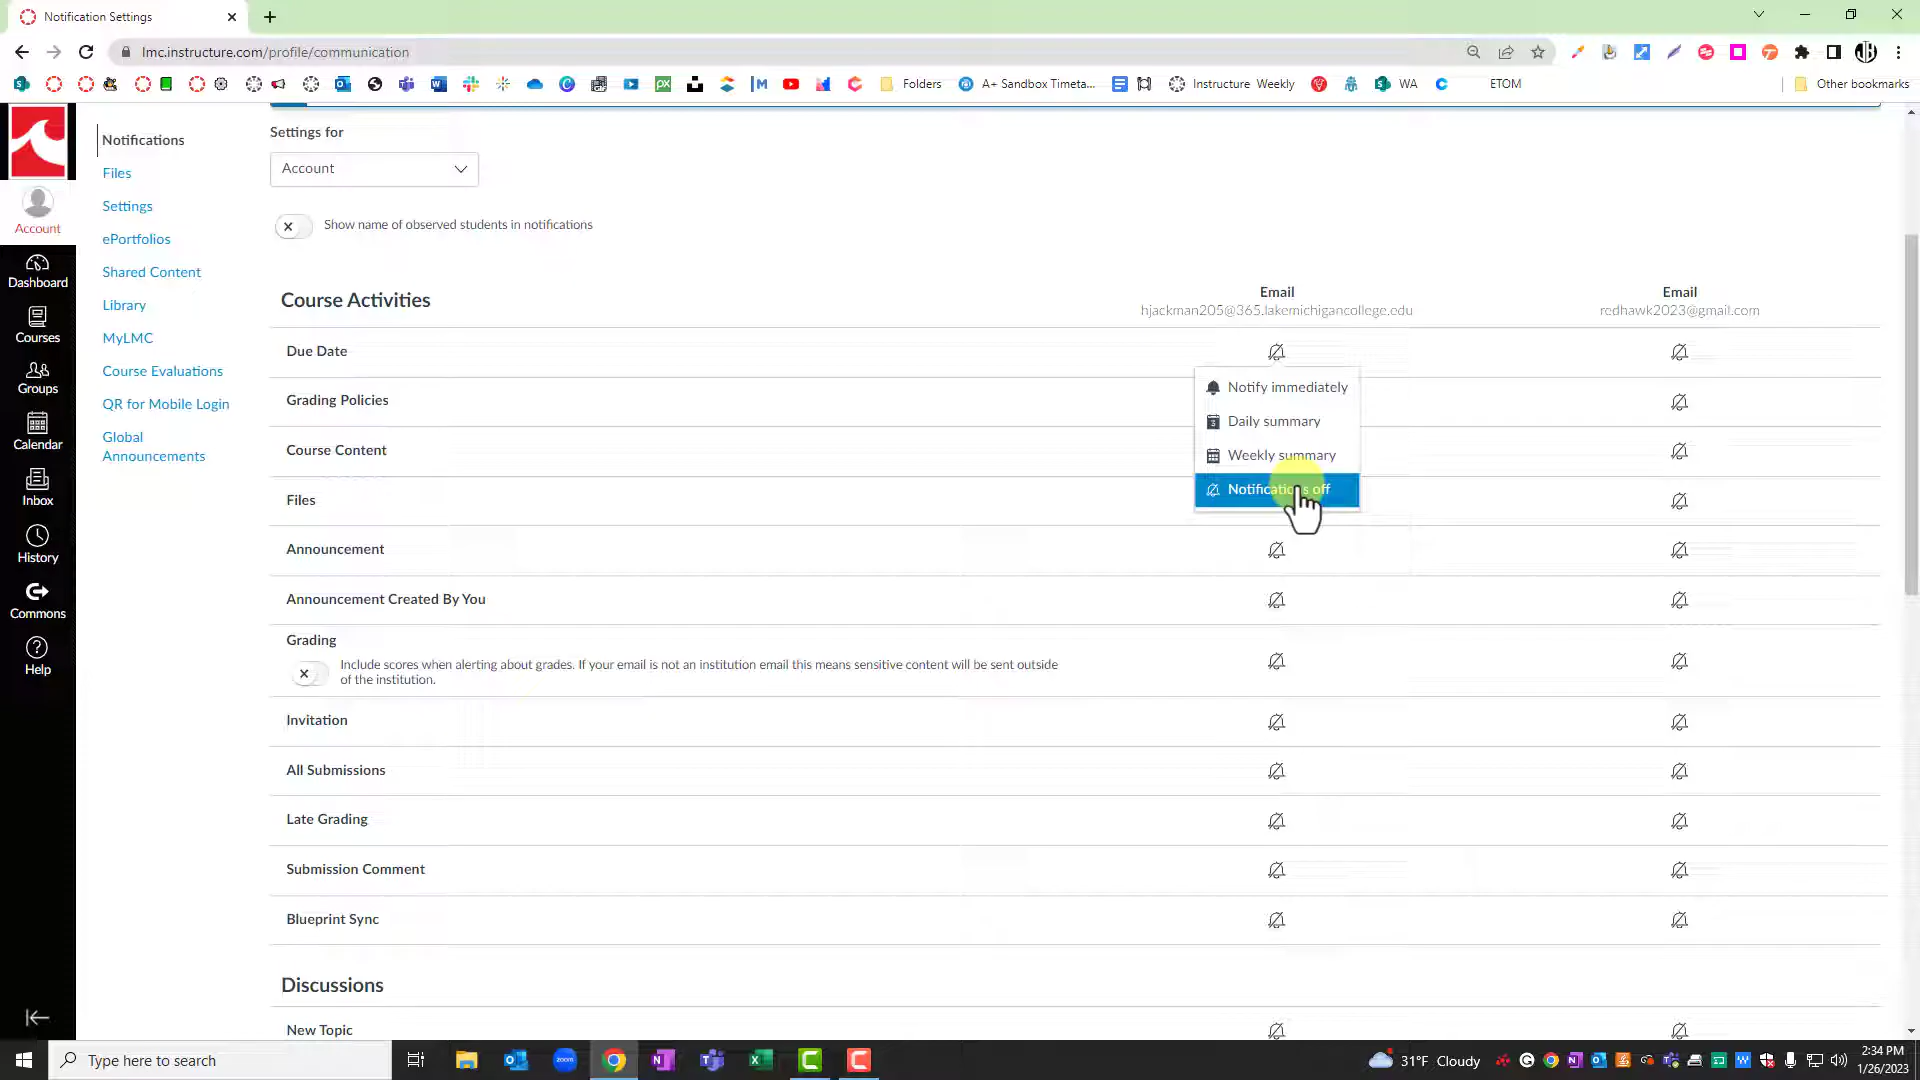 Notification Settings
lmc.instructure.com/profile/communication
Folders
A+ Sandbox Timeta...
Instructure Weekly
WA
ETOM
Other bookmarks
Account
Dashboard
Courses
Groups
Calendar
Inbox
History
Commons
Help
Notifications
Files
Settings
ePortfolios
Shared Content
Library
MyLMC
Course Evaluations
QR for Mobile Login
Global
Announcements
Settings for
Account
Show name of observed students in notifications
Course Activities
Email
hjackman205@365.lakemichigancollege.edu
Email
redhawk2023@gmail.com
Due Date
Grading Policies
Course Content
Files
Announcement
Announcement Created By You
Grading
Include scores when alerting about grades. If your email is not an institution email this means sensitive content will be sent outside
of the institution.
Invitation
All Submissions
Late Grading
Submission Comment
Blueprint Sync
Discussions
New Topic
Notify immediately
Daily summary
Weekly summary
Notifications off
Type here to search
31°F Cloudy
2:34 PM
1/26/2023